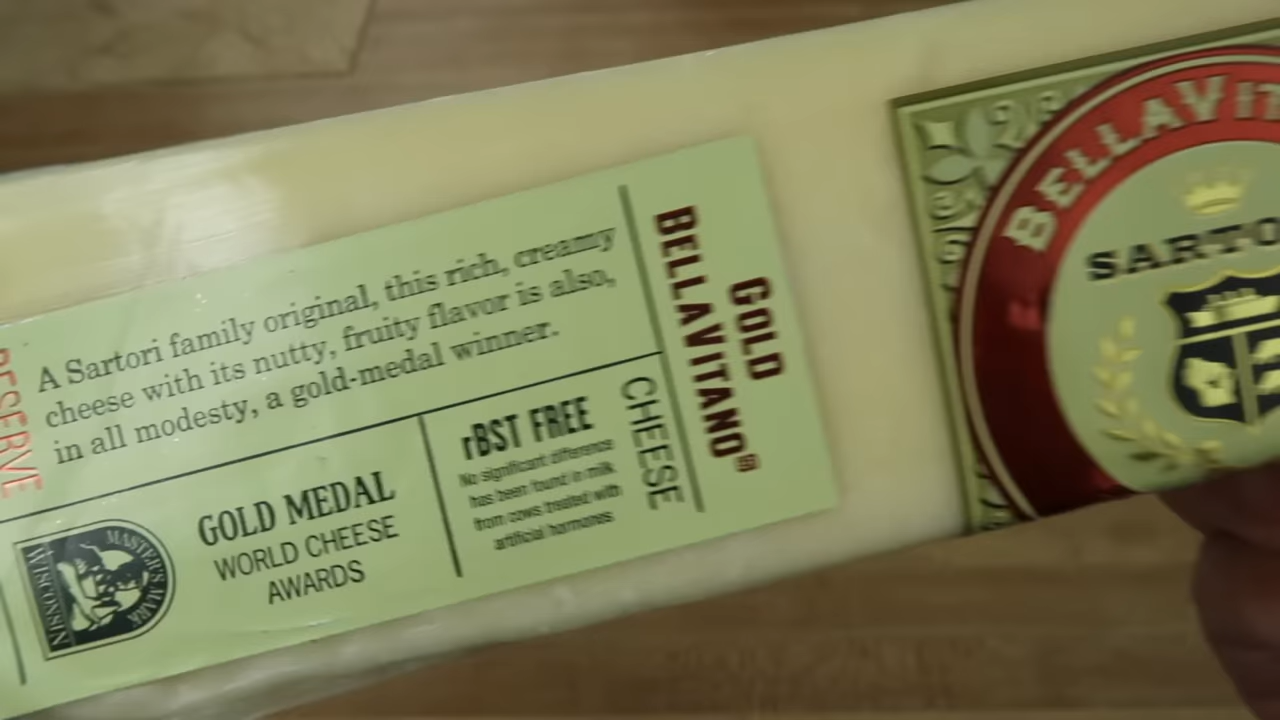 RESERVE
A Sartori family original, this rich, creamy
cheese with its nutty, fruity flavor is also,
in all modesty, a gold-medal winner.
MASTER'S MARK
WISCONSIN
GOLD MEDAL
WORLD CHEESE
AWARDS
rBST FREE
No significant difference
has been found in milk
from cows treated with
artificial hormones
GOLD
BELLAVITANO®
CHEESE
BELLAVIT
SARTO